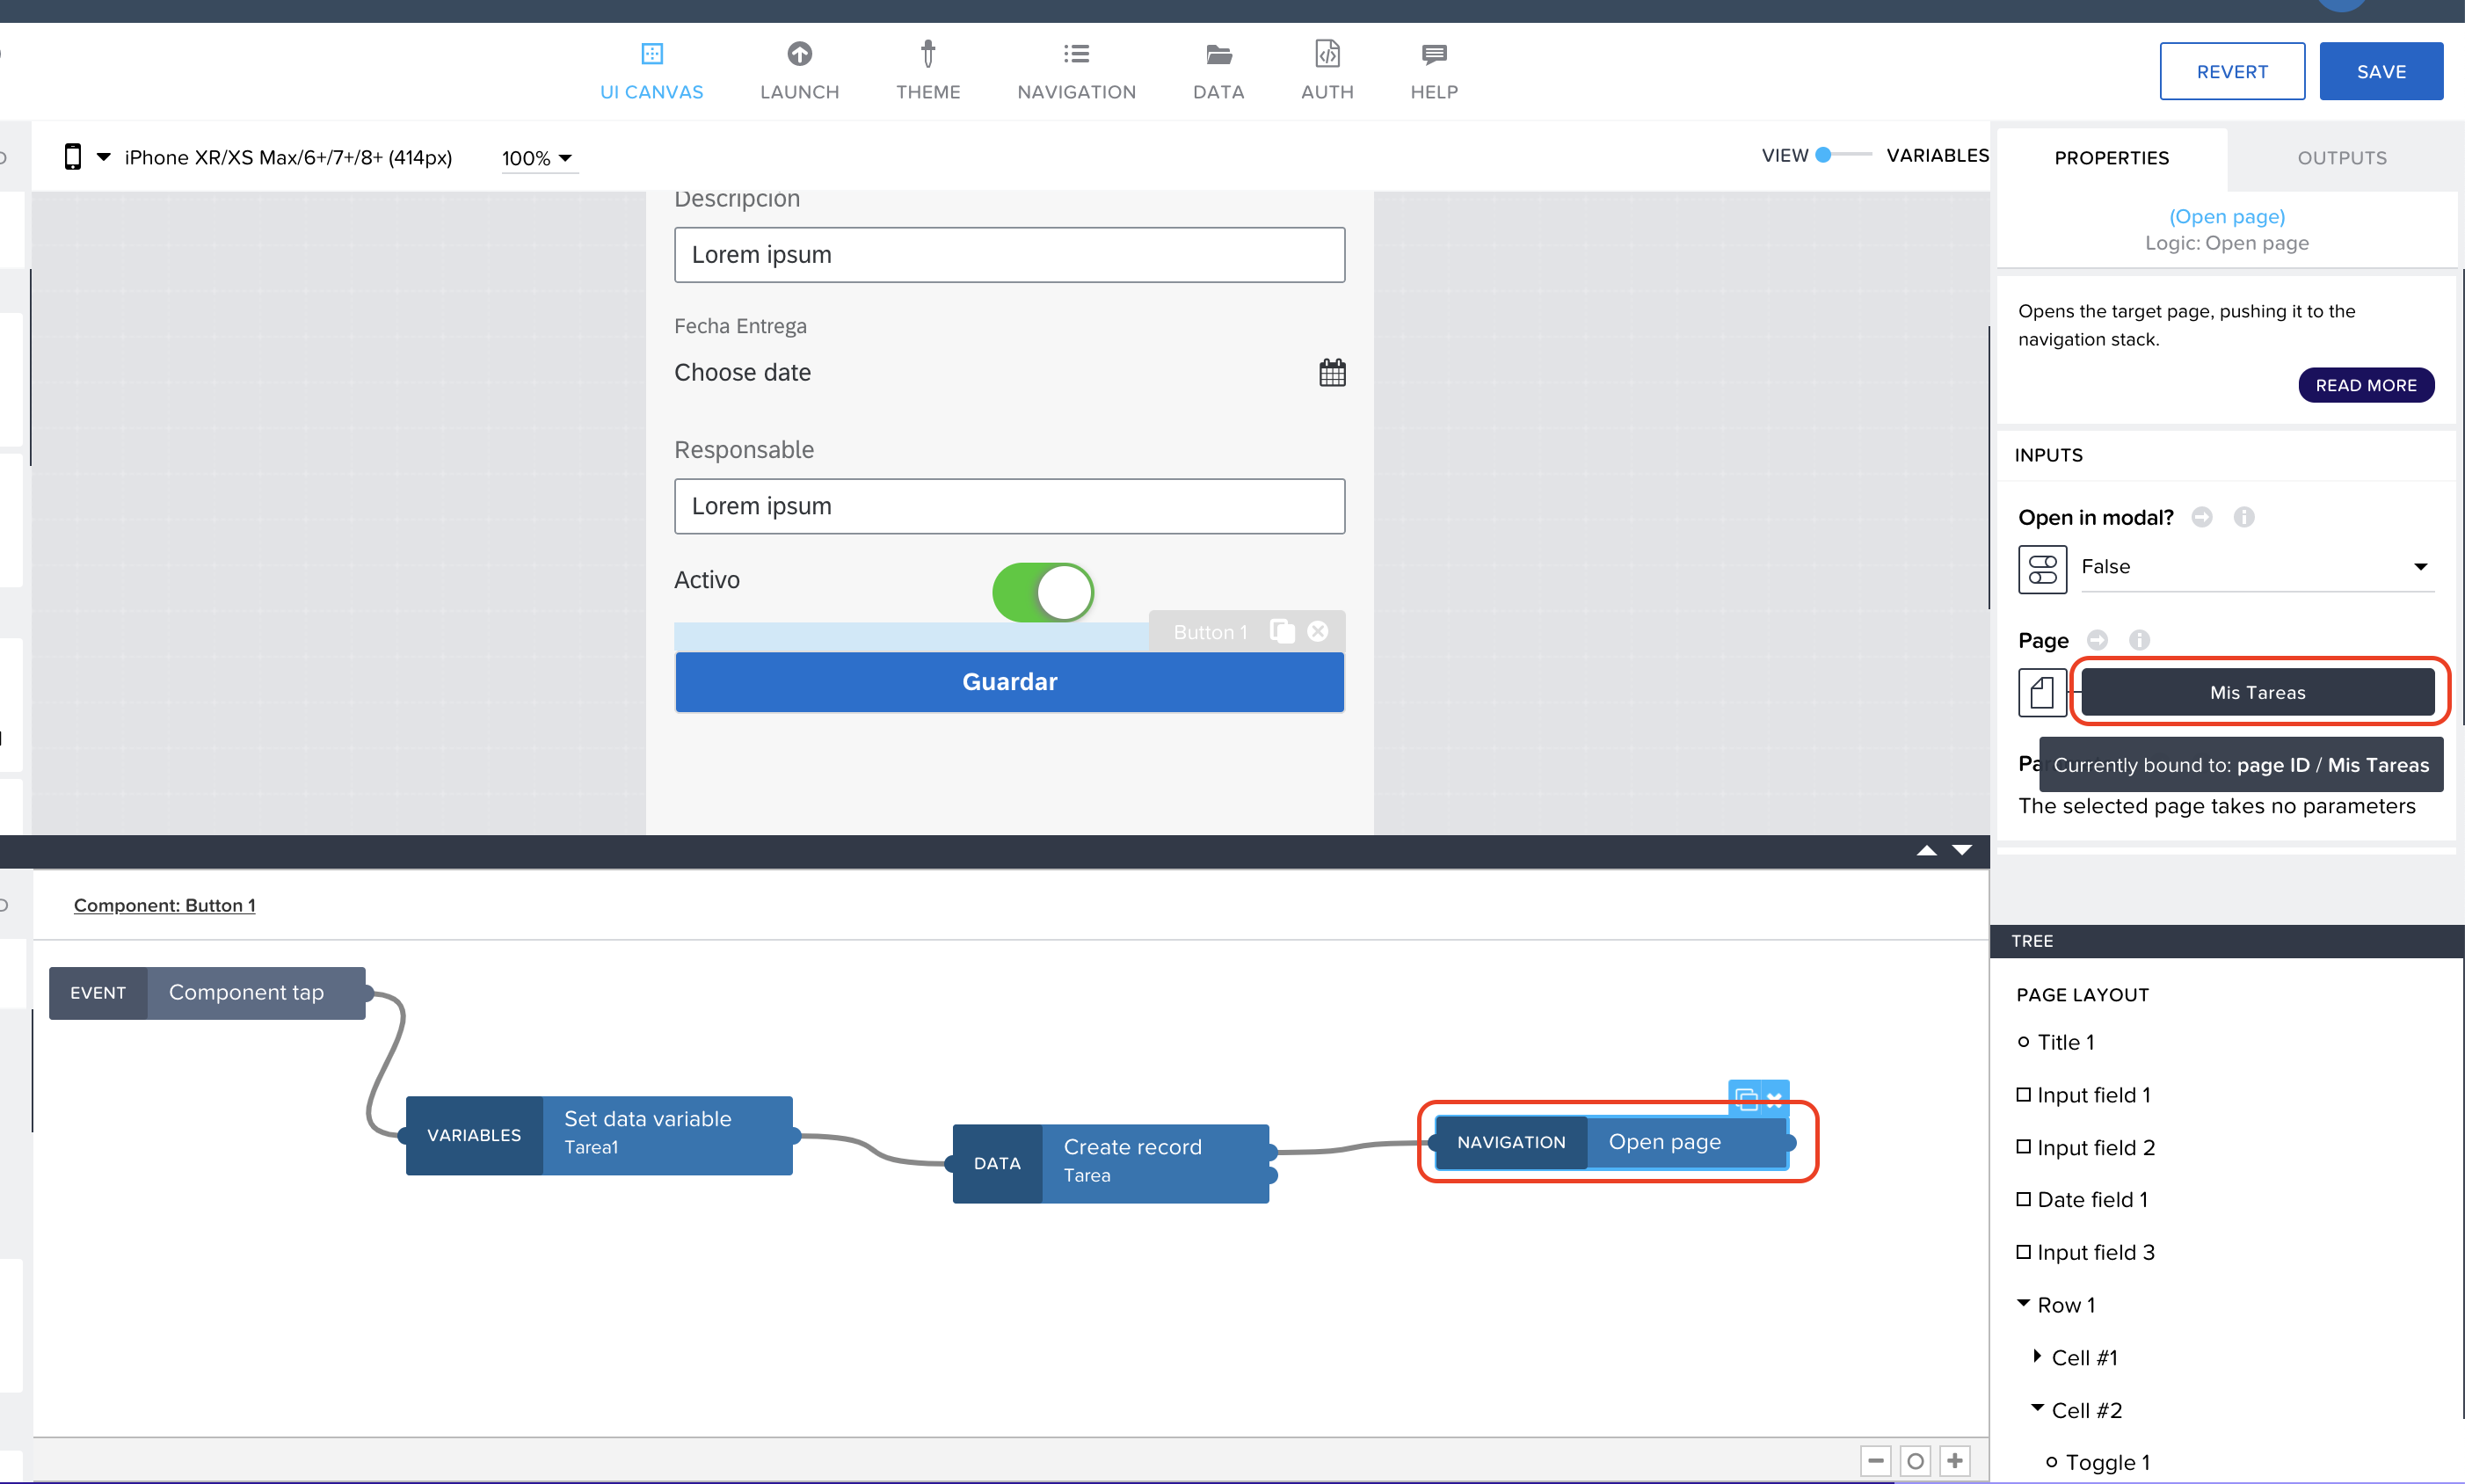 UI CANVAS
LAUNCH
THEME
NAVIGATION
DATA
AUTH
HELP
REVERT
SAVE
iPhone XR/XS Max/6+/7+/8+ (414px)
100%
VIEW
VARIABLES
PROPERTIES
OUTPUTS
Descripcion
Lorem ipsum
Fecha Entrega
Choose date
Responsable
Lorem ipsum
Activo
Button 1
Guardar
(Open page)
Logic: Open page
Opens the target page, pushing it to the
navigation stack.
READ MORE
INPUTS
Open in modal?
False
Page
Mis Tareas
Pa
Currently bound to: page ID / Mis Tareas
The selected page takes no parameters
Component: Button 1
EVENT
Component tap
VARIABLES
Set data variable
Tarea1
DATA
Create record
Tarea
NAVIGATION
Open page
TREE
PAGE LAYOUT
Title 1
Input field 1
Input field 2
Date field 1
Input field 3
Row 1
Cell #1
Cell #2
Toggle 1